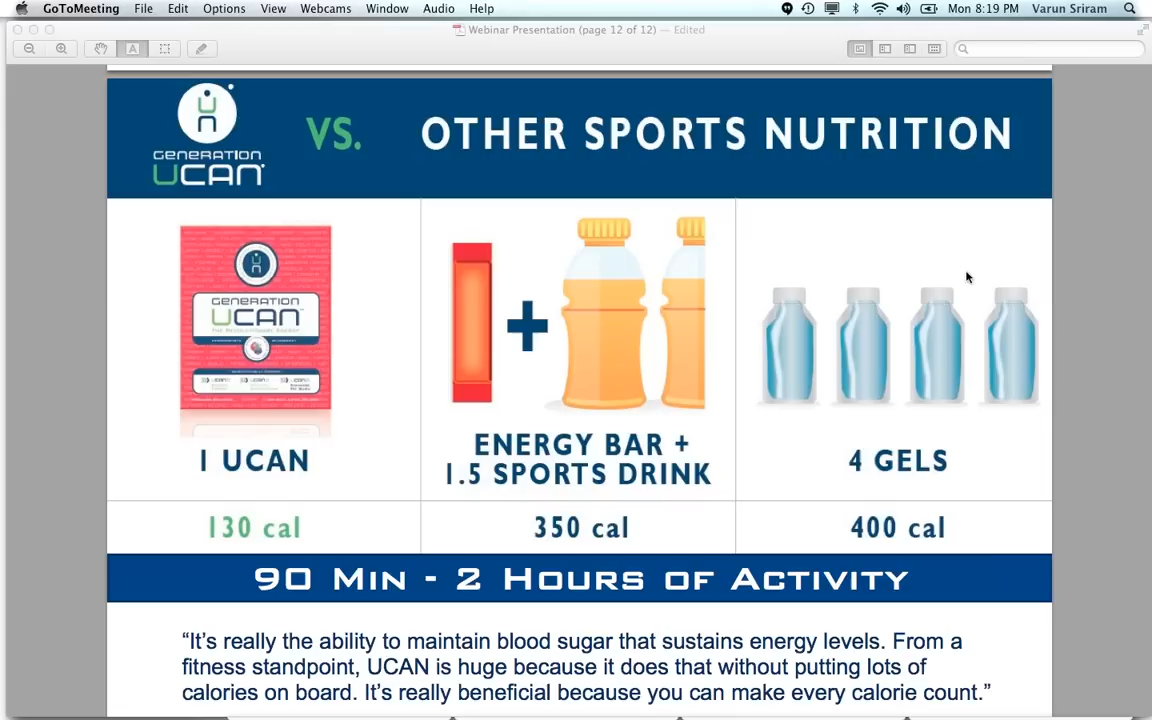 GoToMeeting File Edit Options View Webcams Window Audio Help Mon 8:19 PM Varun Sriram
Webinar Presentation (page 12 of 12) — Edited
GENERATION
UCAN
VS. OTHER SPORTS NUTRITION
GENERATION
UCAN
1 UCAN
ENERGY BAR +
1.5 SPORTS DRINK
4 GELS
130 cal
350 cal
400 cal
90 Min - 2 Hours of Activity
“It’s really the ability to maintain blood sugar that sustains energy levels. From a
fitness standpoint, UCAN is huge because it does that without putting lots of
calories on board. It’s really beneficial because you can make every calorie count.”